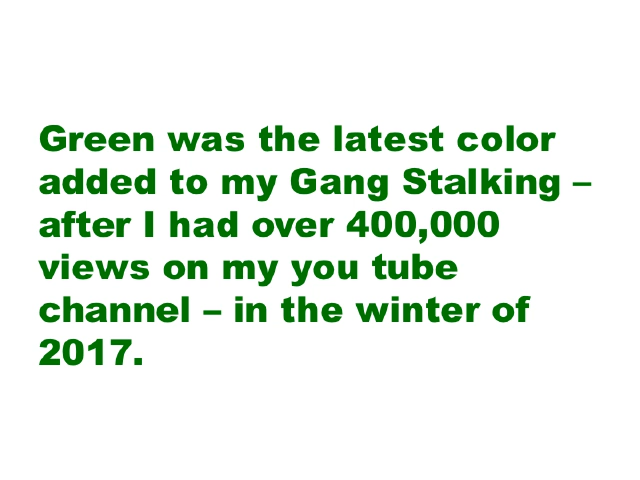 Green was the latest color
added to my Gang Stalking –
after I had over 400,000
views on my you tube
channel – in the winter of
2017.